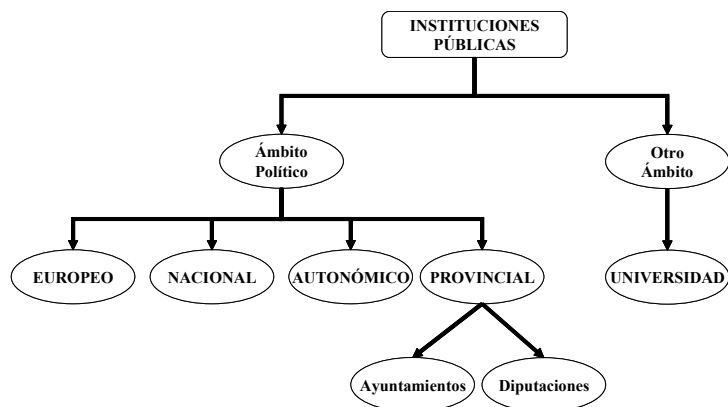 INSTITUCIONES
PÚBLICAS
Ámbito
Político
Otro
Ámbito
EUROPEO
NACIONAL
AUTONÓMICO
PROVINCIAL
UNIVERSIDAD
Ayuntamientos
Diputaciones